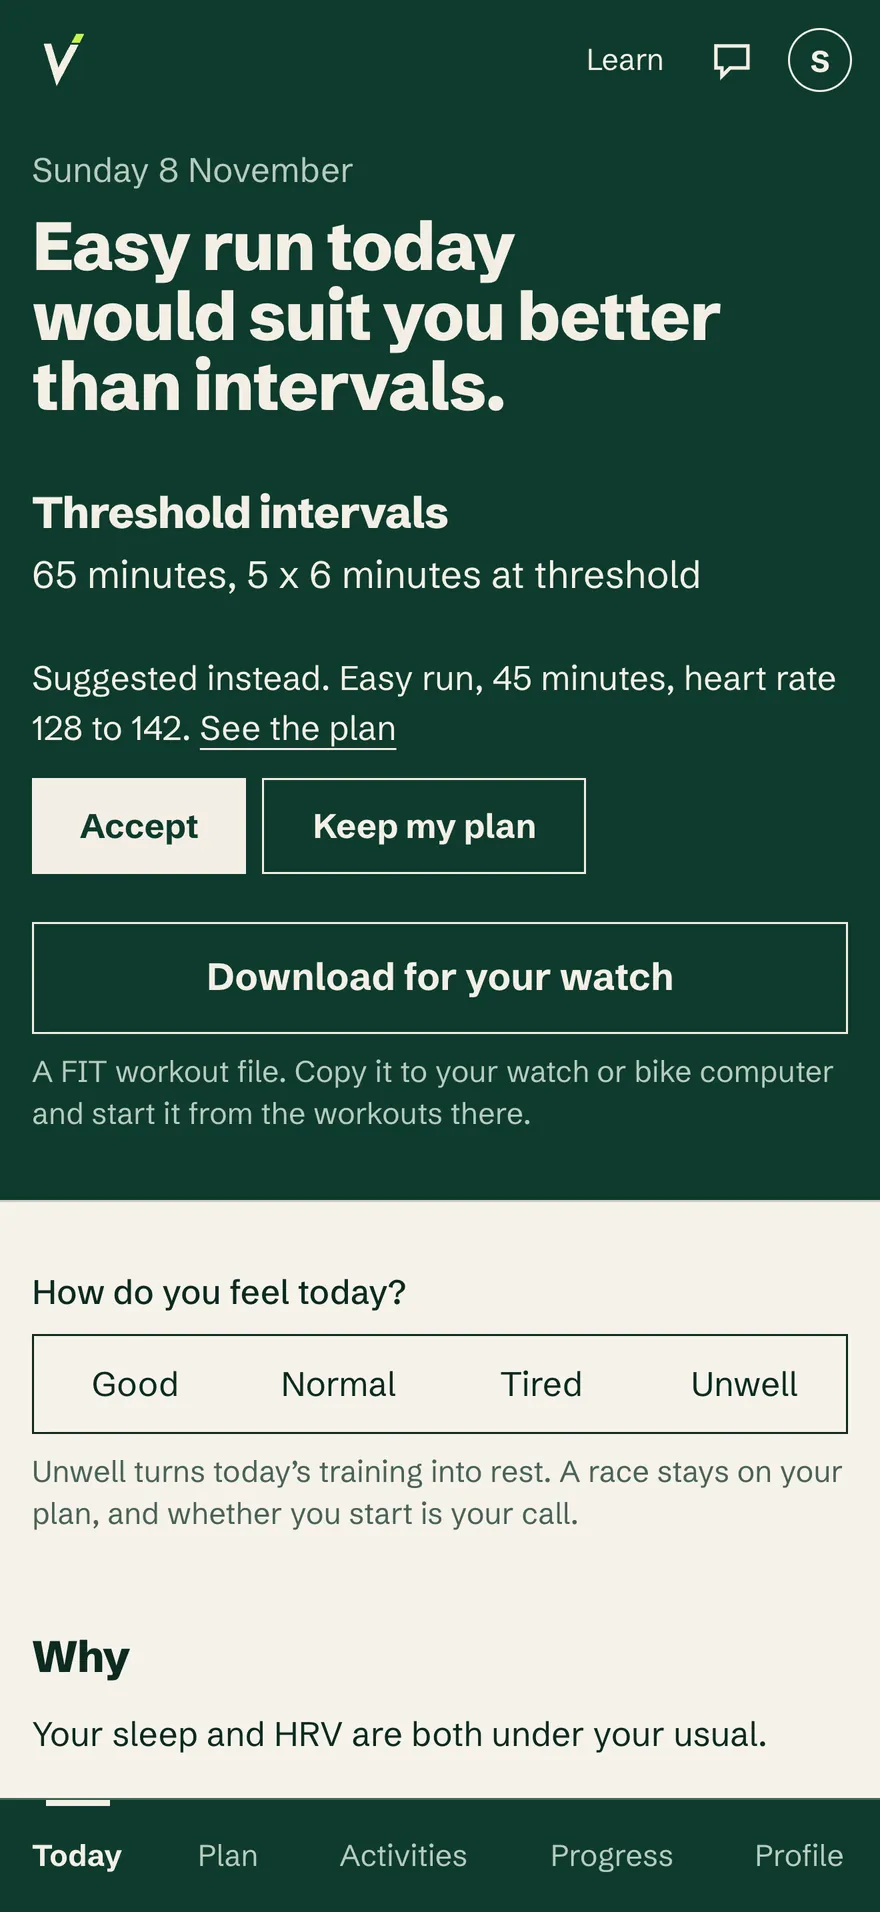 Learn
S
Sunday 8 November
Easy run today
would suit you better
than intervals.
Threshold intervals
65 minutes, 5 x 6 minutes at threshold
Suggested instead. Easy run, 45 minutes, heart rate
128 to 142. See the plan
Accept
Keep my plan
Download for your watch
A FIT workout file. Copy it to your watch or bike computer
and start it from the workouts there.
How do you feel today?
Good
Normal
Tired
Unwell
Unwell turns today’s training into rest. A race stays on your
plan, and whether you start is your call.
Why
Your sleep and HRV are both under your usual.
Today
Plan
Activities
Progress
Profile